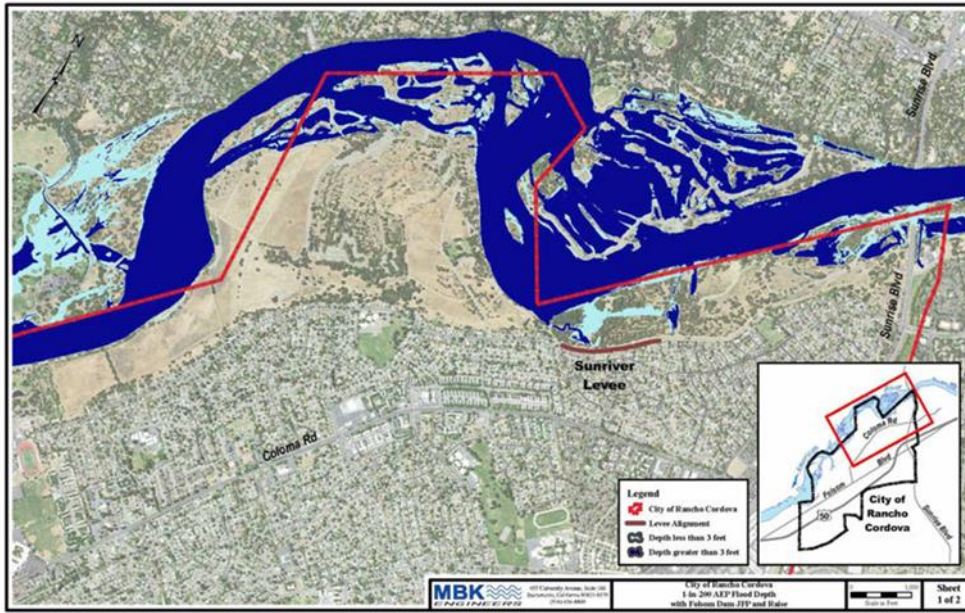 N
Sunrise Blvd
Sunrise Blvd
Sunriver
Levee
Coloma Rd
Legend
City of Rancho Cordova
Levee Alignment
Depth less than 3 feet
Depth greater than 3 feet
Coloma Rd
Folsom Blvd
50
City of
Rancho
Cordova
Sunrise Blvd
MBK
ENGINEERS
City of Rancho Cordova
1-in-200 AEP Flood Depth
with Folsom Dam JFP and Raise
Scale in Feet
Sheet
1 of 2